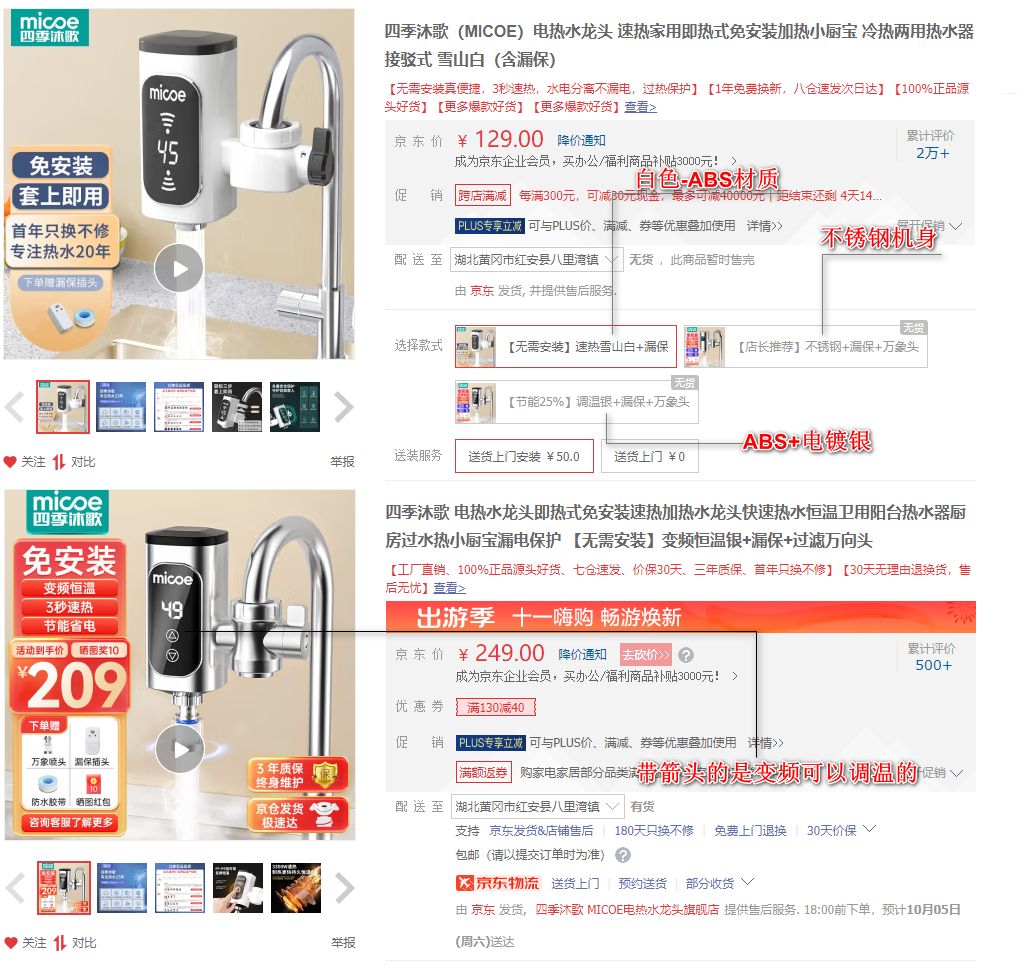 micoe
四季沐歌
micoe
45
免安装
套上即用
首年只换不修
专注热水20年
下单赠漏保插头
关注 对比
举报
四季沐歌（MICOE）电热水龙头 速热家用即热式免安装加热小厨宝 冷热两用热水器
接驳式 雪山白（含漏保）
【无需安装真便捷，3秒速热，水电分离不漏电，过热保护】【1年免费换新，八仓速发次日达】【100%正品源
头好货】【更多爆款好货】【更多爆款好货】查看>
京东价 ￥129.00 降价通知
累计评价
2万+
成为京东企业会员，买办公/福利商品补贴3000元！ >
白色-ABS材质
促销 跨店满减 每满300元，可减30元现金，最多可减40000元 | 距结束还剩 4天14...
PLUS专享立减 可与PLUS价、满减、券等优惠叠加使用 详情>>
展开促销
不锈钢机身
配送至 湖北黄冈市红安县八里湾镇 无货 ，此商品暂时售完
由 京东 发货, 并提供售后服务.
选择款式 【无需安装】速热雪山白+漏保
无货
【店长推荐】不锈钢+漏保+万象头
无货
【节能25%】调温银+漏保+万象头
ABS+电镀银
送装服务 送货上门安装 ￥50.0 送货上门 ￥0
micoe
四季沐歌
免安装
变频恒温
3秒速热
节能省电
活动到手价 晒图奖10
¥209
下单赠
万象喷头 漏保插头
防水胶带 晒图红包
咨询客服了解更多
micoe
49
3年质保
终身维护
保
京仓发货
极速达
关注 对比
举报
四季沐歌 电热水龙头即热式免安装速热加热水龙头快速热水恒温卫用阳台热水器厨
房过水热小厨宝漏电保护 【无需安装】变频恒温银+漏保+过滤万向头
【工厂直销、100%正品源头好货、七仓速发、价保30天、三年质保、首年只换不修】【30天无理由退换货，售
后无忧】查看>
出游季 十一嗨购 畅游焕新
京东价 ￥249.00 降价通知 去砍价>> ?
累计评价
500+
成为京东企业会员，买办公/福利商品补贴3000元！ >
优惠券 满130减40
促销 PLUS专享立减 可与PLUS价、满减、券等优惠叠加使用 详情>>
满额返券 购家电家居部分品类满
带箭头的是变频可以调温的
促销
配送至 湖北黄冈市红安县八里湾镇 有货
支持 京东发货&店铺售后 180天只换不修 免费上门退换 30天价保
包邮（请以提交订单时为准） ?
京东物流 送货上门 预约送货 部分收货
由 京东 发货, 四季沐歌 MICOE电热水龙头旗舰店 提供售后服务. 18:00前下单，预计10月05日
(周六)送达